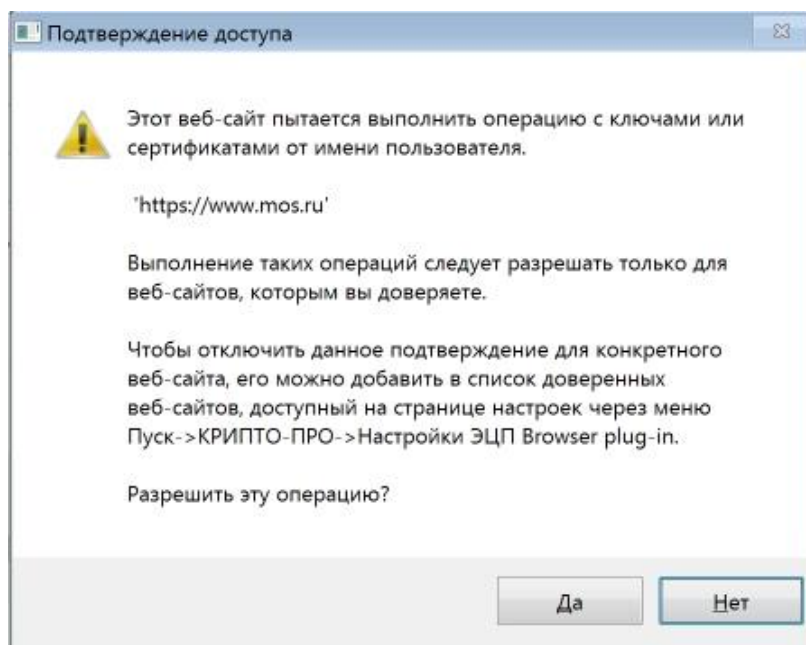 Подтверждение доступа
Этот веб-сайт пытается выполнить операцию с ключами или
сертификатами от имени пользователя.
'https://www.mos.ru'
Выполнение таких операций следует разрешать только для
веб-сайтов, которым вы доверяете.
Чтобы отключить данное подтверждение для конкретного
веб-сайта, его можно добавить в список доверенных
веб-сайтов, доступный на странице настроек через меню
Пуск->КРИПТО-ПРО->Настройки ЭЦП Browser plug-in.
Разрешить эту операцию?
Да
Нет